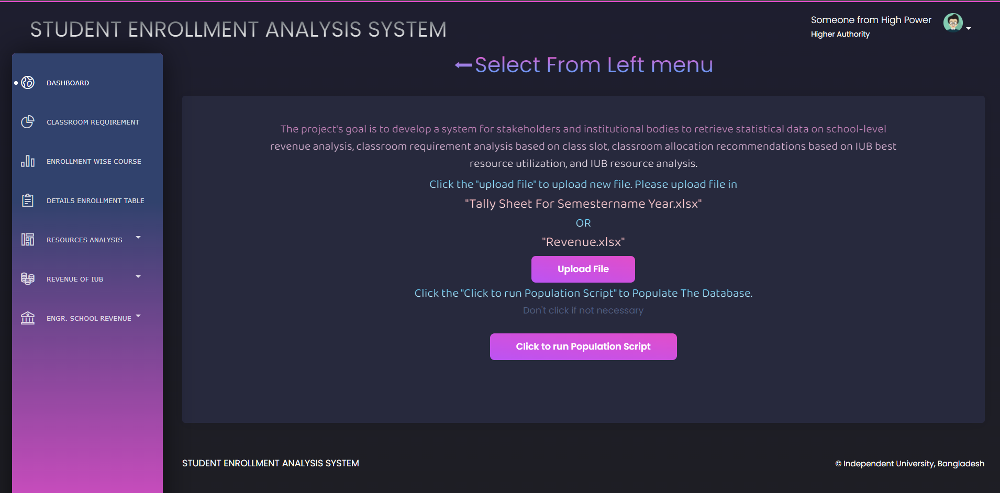 STUDENT ENROLLMENT ANALYSIS SYSTEM
Someone from High Power
Higher Authority
DASHBOARD
CLASSROOM REQUIREMENT
ENROLLMENT WISE COURSE
DETAILS ENROLLMENT TABLE
RESOURCES ANALYSIS
REVENUE OF IUB
ENGR. SCHOOL REVENUE
Select From Left menu
The project's goal is to develop a system for stakeholders and institutional bodies to retrieve statistical data on school-level
revenue analysis, classroom requirement analysis based on class slot, classroom allocation recommendations based on IUB best
resource utilization, and IUB resource analysis.
Click the "upload file" to upload new file. Please upload file in
"Tally Sheet For Semestername Year.xlsx"
OR
"Revenue.xlsx"
Upload File
Click the "Click to run Population Script" to Populate The Database.
Don't click if not necessary
Click to run Population Script
STUDENT ENROLLMENT ANALYSIS SYSTEM
© Independent University, Bangladesh